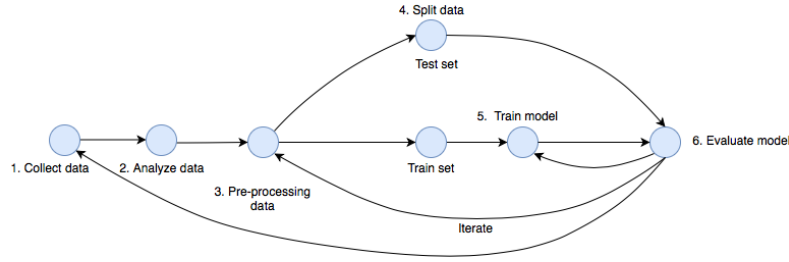 4. Split data
Test set
5. Train model
6. Evaluate model
1. Collect data
2. Analyze data
Train set
3. Pre-processing
data
Iterate